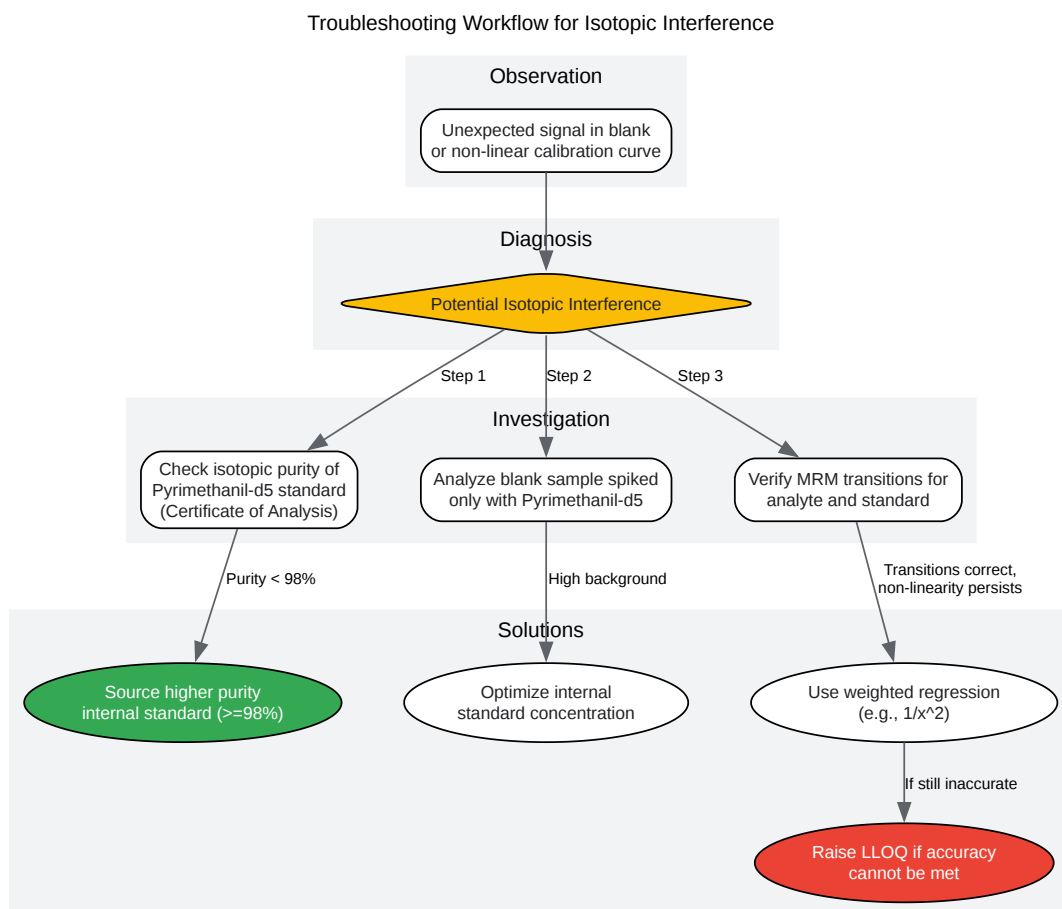 Troubleshooting Workflow for Isotopic Interference
Observation
Unexpected signal in blank
or non-linear calibration curve
Diagnosis
Potential Isotopic Interference
Step 1
Step 2
Step 3
Investigation
Check isotopic purity of
Pyrimethanil-d5 standard
(Certificate of Analysis)
Analyze blank sample spiked
only with Pyrimethanil-d5
Verify MRM transitions for
analyte and standard
Purity < 98%
High background
Transitions correct,
non-linearity persists
Solutions
Source higher purity
internal standard (>=98%)
Optimize internal
standard concentration
Use weighted regression
(e.g., 1/x^2)
If still inaccurate
Raise LLOQ if accuracy
cannot be met